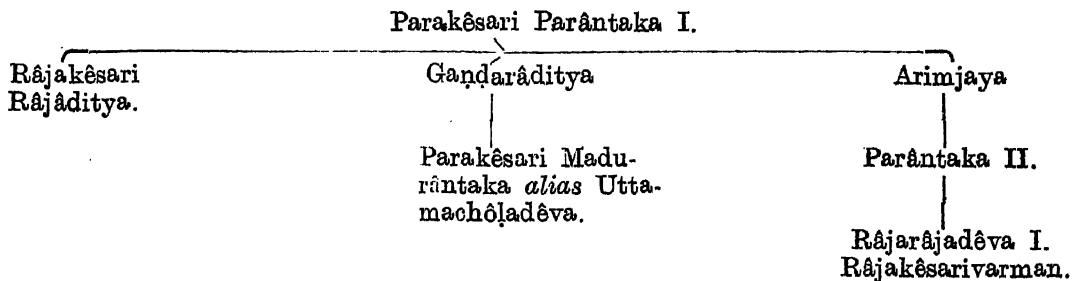 Parakêsari Parântaka I.
Râjakêsari Gaṇḍarâditya Arimjaya
Râjâditya.
Parakêsari Madu- Parântaka II.
rântaka alias Utta-
machôḷadêva.
Râjarâjadêva I.
Râjakêsarivarman.